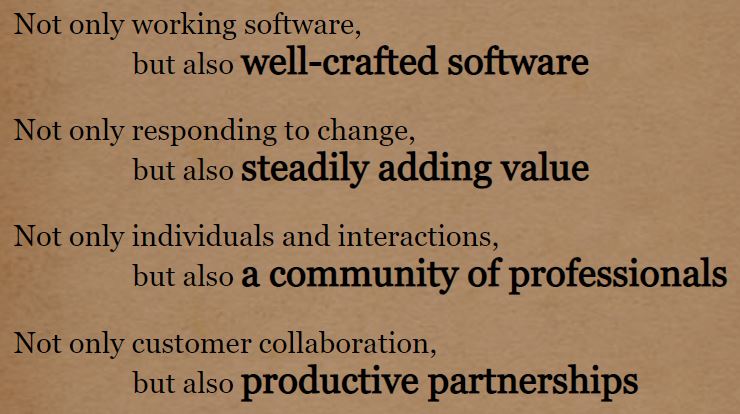 Not only working software,
but also well-crafted software
Not only responding to change,
but also steadily adding value
Not only individuals and interactions,
but also a community of professionals
Not only customer collaboration,
but also productive partnerships